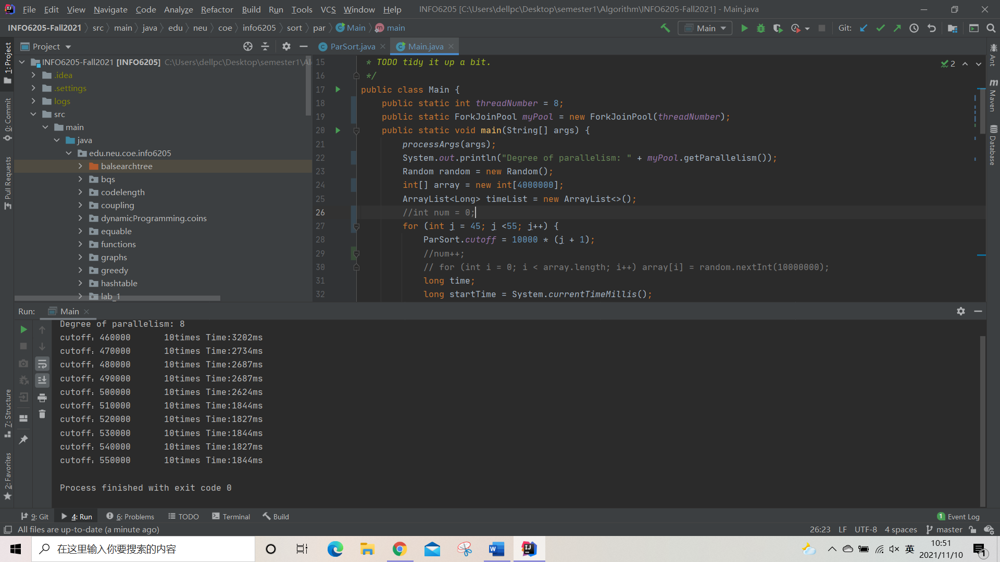 File Edit View Navigate Code Analyze Refactor Build Run Tools VCS Window Help INFO6205 [C:\Users\dellpc\Desktop\semester1\Algorithm\INFO6205-Fall2021] - Main.java
INFO6205-Fall2021 src main java edu neu coe info6205 sort par Main main Main Git:
Project ParSort.java Main.java
1: Project
0: Commit
Pull Requests
7: Structure
2: Favorites
INFO6205-Fall2021 [INFO6205] C:\Users\dellpc\Desktop\semester1\Al
.idea
.settings
logs
src
main
java
edu.neu.coe.info6205
balsearchtree
bqs
codelength
coupling
dynamicProgramming.coins
equable
functions
graphs
greedy
hashtable
lab_1
15 * TODO tidy it up a bit.
16 */
17 public class Main {
18 public static int threadNumber = 8;
19 public static ForkJoinPool myPool = new ForkJoinPool(threadNumber);
20 public static void main(String[] args) {
21 processArgs(args);
22 System.out.println("Degree of parallelism: " + myPool.getParallelism());
23 Random random = new Random();
24 int[] array = new int[4000000];
25 ArrayList<Long> timeList = new ArrayList<>();
26 //int num = 0;
27 for (int j = 45; j <55; j++) {
28 ParSort.cutoff = 10000 * (j + 1);
29 //num++;
30 // for (int i = 0; i < array.length; i++) array[i] = random.nextInt(10000000);
31 long time;
32 long startTime = System.currentTimeMillis();
2
Ant
Maven
Database
Run: Main
Degree of parallelism: 8
cutoff：460000 10times Time:3202ms
cutoff：470000 10times Time:2734ms
cutoff：480000 10times Time:2687ms
cutoff：490000 10times Time:2687ms
cutoff：500000 10times Time:2624ms
cutoff：510000 10times Time:1844ms
cutoff：520000 10times Time:1827ms
cutoff：530000 10times Time:1844ms
cutoff：540000 10times Time:1827ms
cutoff：550000 10times Time:1844ms
Process finished with exit code 0
9: Git 4: Run 6: Problems TODO Terminal Build 1 Event Log
All files are up-to-date (a minute ago) 26:23 LF UTF-8 4 spaces master
在这里输入你要搜索的内容 英 10:51
2021/11/10 1